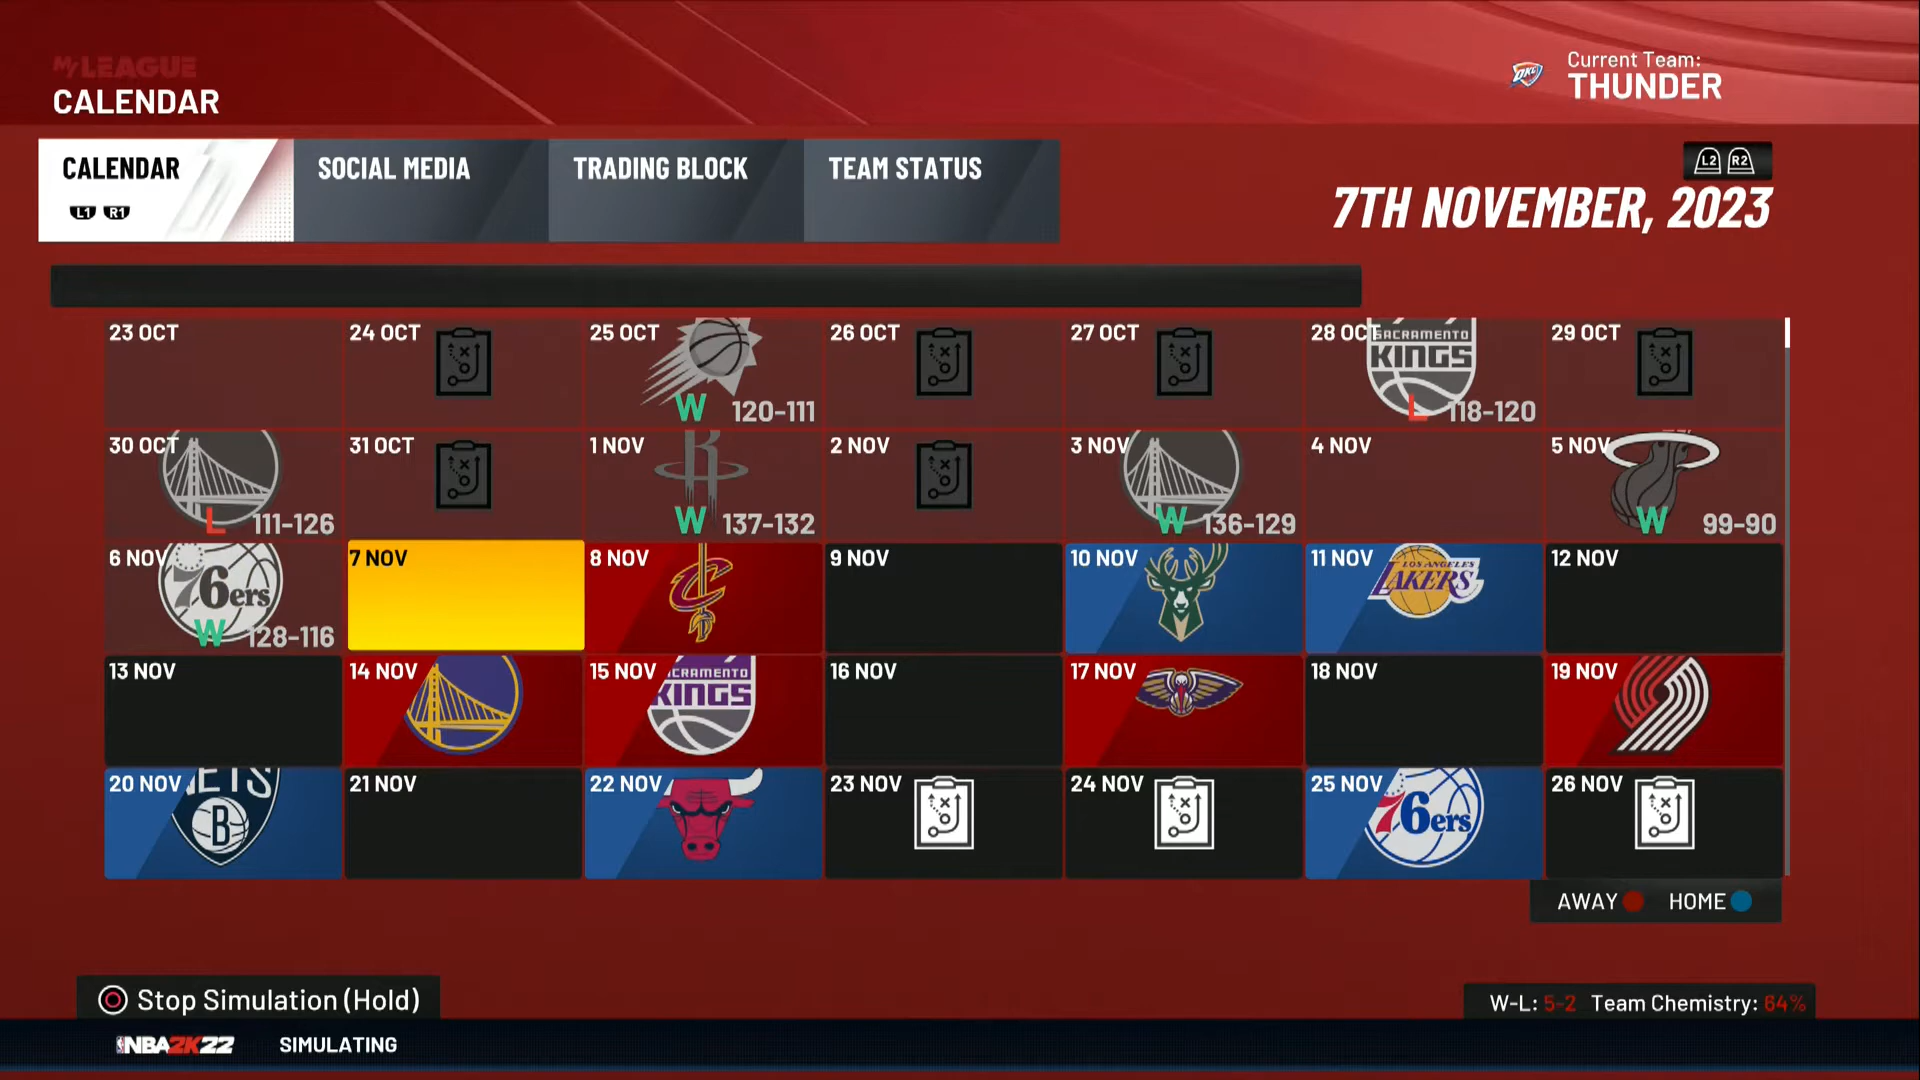 MyLEAGUE
CALENDAR
OKC
Current Team:
THUNDER
CALENDAR
L1 R1
SOCIAL MEDIA
TRADING BLOCK
TEAM STATUS
L2 R2
7TH NOVEMBER, 2023
23 OCT
24 OCT
25 OCT
W 120-111
26 OCT
27 OCT
28 OCT
SACRAMENTO
KINGS
L 118-120
29 OCT
30 OCT
L 111-126
31 OCT
1 NOV
R
W 137-132
2 NOV
3 NOV
W 136-129
4 NOV
5 NOV
W 99-90
6 NOV
76ers
W 128-116
7 NOV
8 NOV
C
9 NOV
10 NOV
11 NOV
LOS ANGELES
LAKERS
12 NOV
13 NOV
14 NOV
15 NOV
CRAMENTO
KINGS
16 NOV
17 NOV
18 NOV
19 NOV
20 NOV
NETS
B
21 NOV
22 NOV
23 NOV
24 NOV
25 NOV
76ers
26 NOV
AWAY HOME
Stop Simulation (Hold)
W-L: 5-2 Team Chemistry: 64%
NBA2K22
SIMULATING